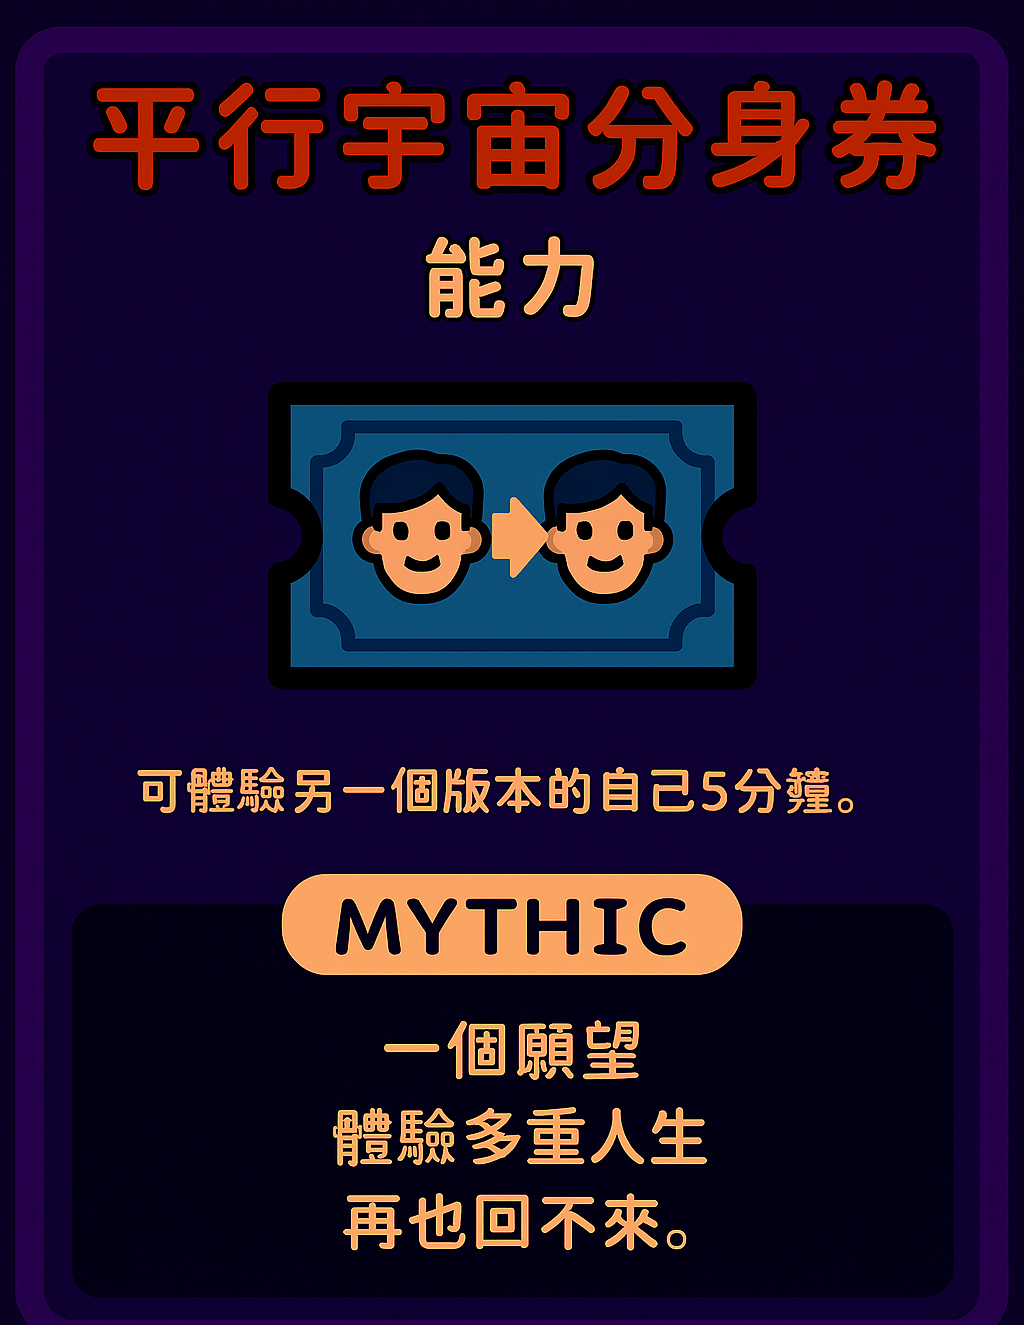 平行宇宙分身券
能力
可體驗另一個版本的自己5分鐘。
MYTHIC
一個願望
體驗多重人生
再也回不來。